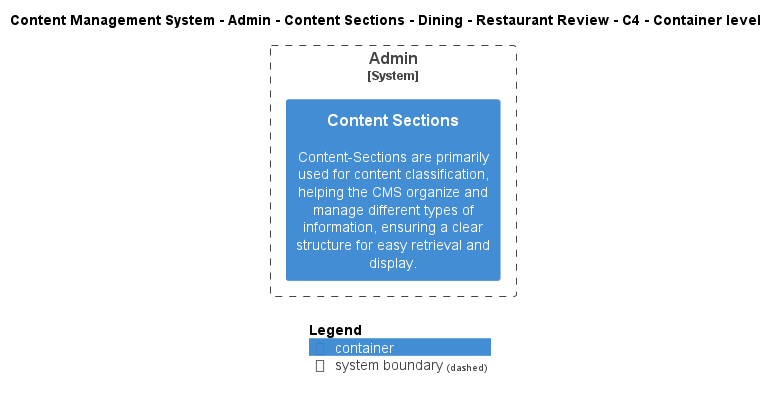 Content Management System - Admin - Content Sections - Dining - Restaurant Review - C4 - Container level
Admin
[System]
Content Sections
Content-Sections are primarily
used for content classification,
helping the CMS organize and
manage different types of
information, ensuring a clear
structure for easy retrieval and
display.
Legend
container
system boundary (dashed)